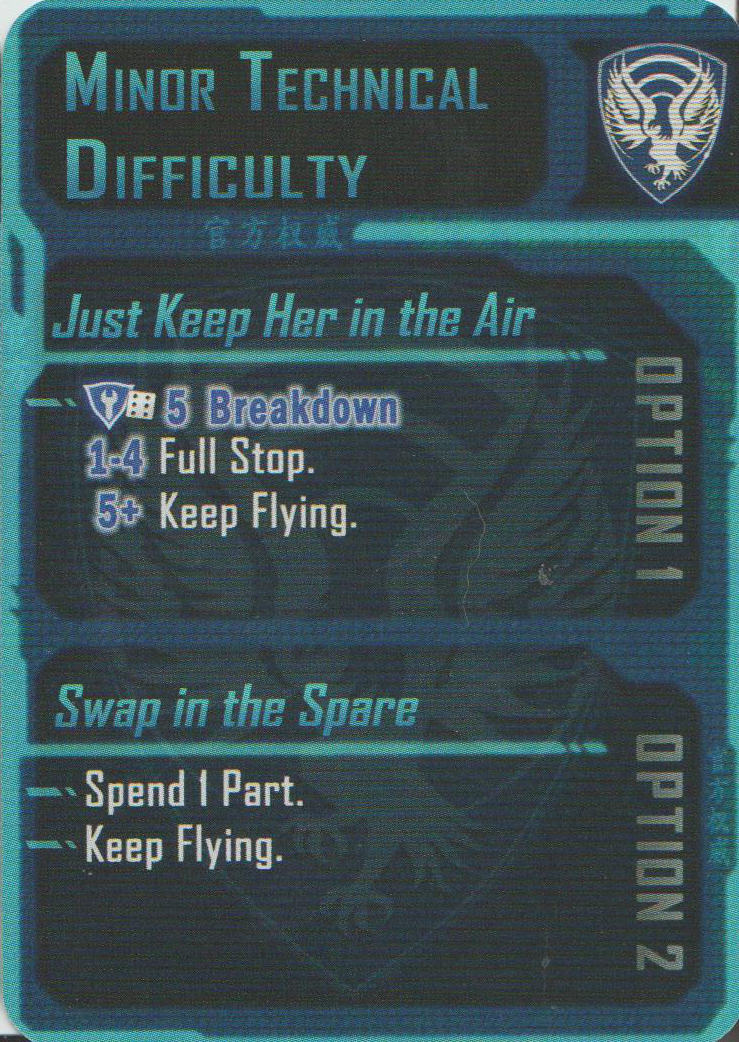 Minor Technical
Difficulty
官方权威
Just Keep Her in the Air
5 Breakdown
1-4 Full Stop.
5+ Keep Flying.
OPTION 1
Swap in the Spare
Spend 1 Part.
Keep Flying.
OPTION 2